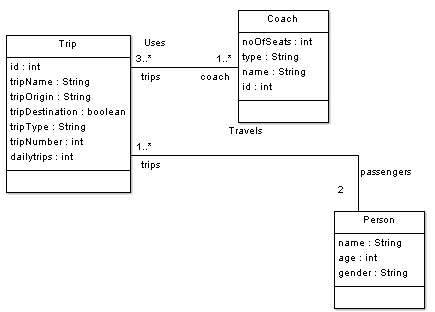 Trip
id : int
tripName : String
tripOrigin : String
tripDestination : boolean
tripType : String
tripNumber : int
dailytrips : int
Uses
3..*
1..*
trips
coach
Coach
noOfSeats : int
type : String
name : String
id : int
Travels
1..*
trips
passengers
2
Person
name : String
age : int
gender : String